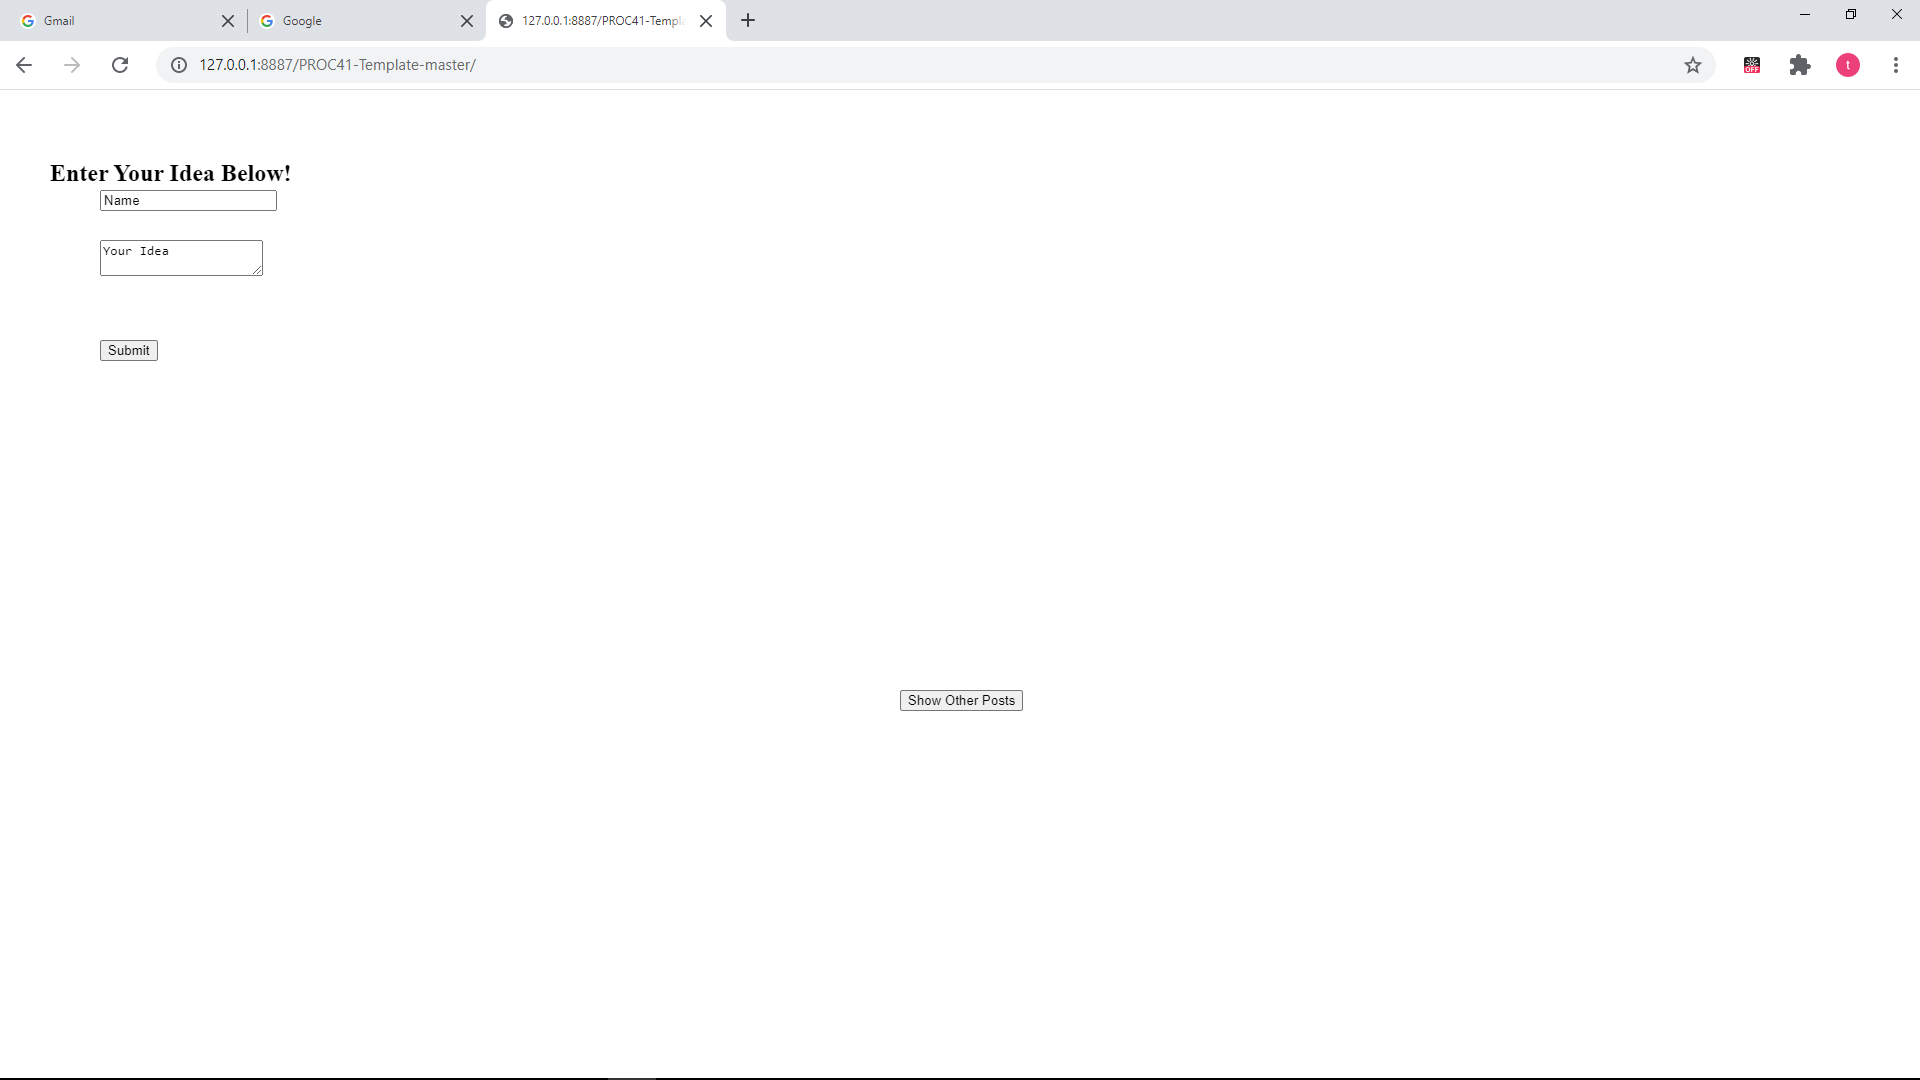 Gmail
Google
127.0.0.1:8887/PROC41-Templ
127.0.0.1:8887/PROC41-Template-master/
OFF
t
Enter Your Idea Below!
Name
Your Idea
Submit
Show Other Posts